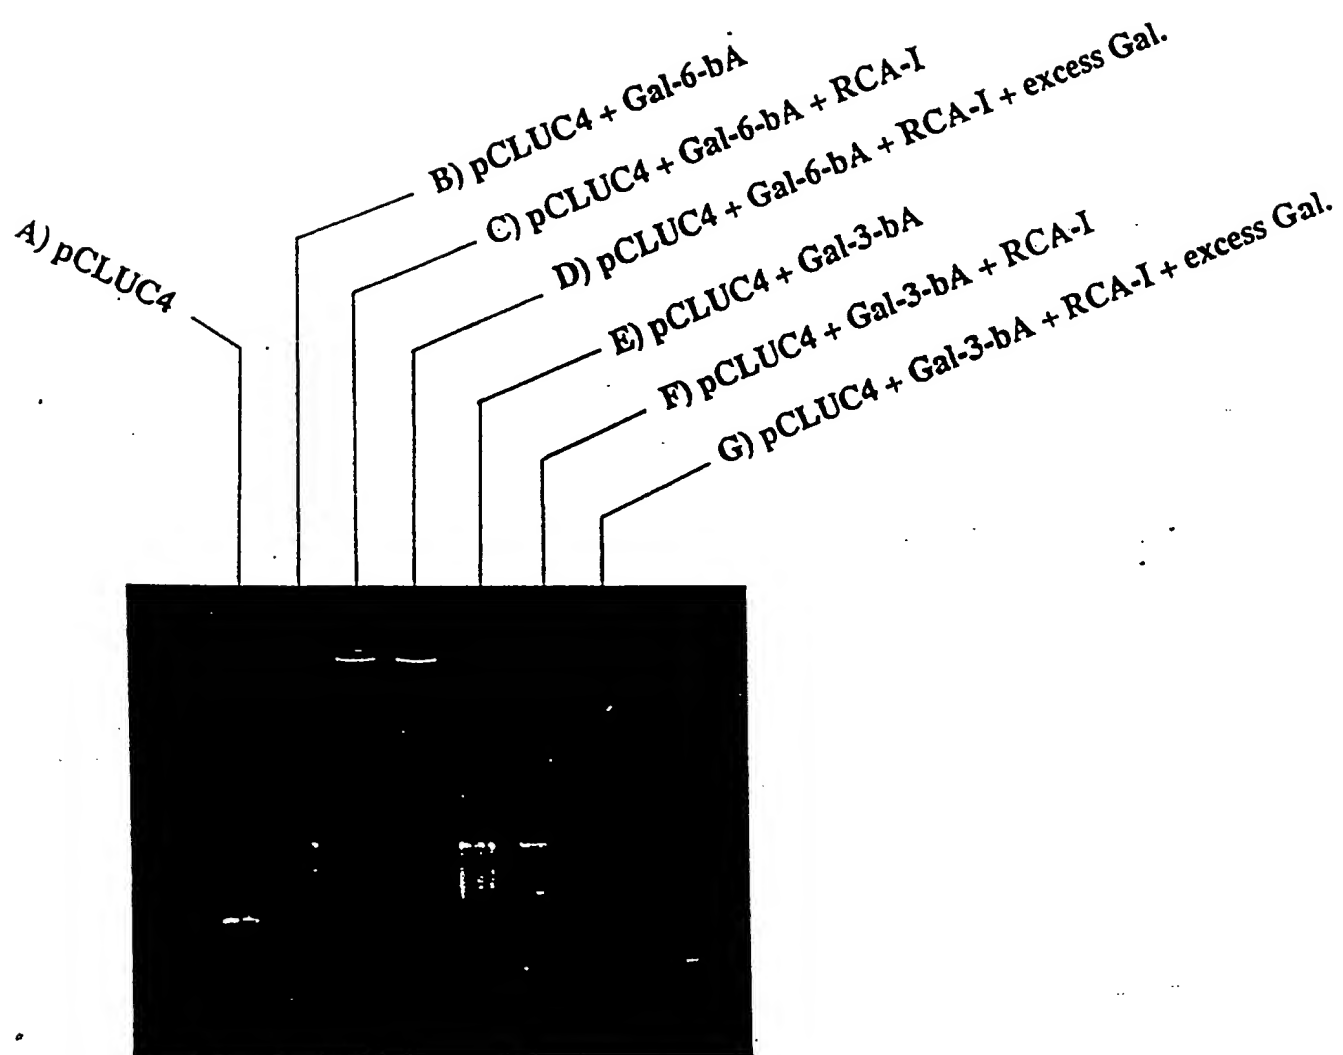 A) pCLUC4
B) pCLUC4 + Gal-6-bA
C) pCLUC4 + Gal-6-bA + RCA-I
D) pCLUC4 + Gal-6-bA + RCA-I + excess Gal.
E) pCLUC4 + Gal-3-bA
F) pCLUC4 + Gal-3-bA + RCA-I
G) pCLUC4 + Gal-3-bA + RCA-I + excess Gal.